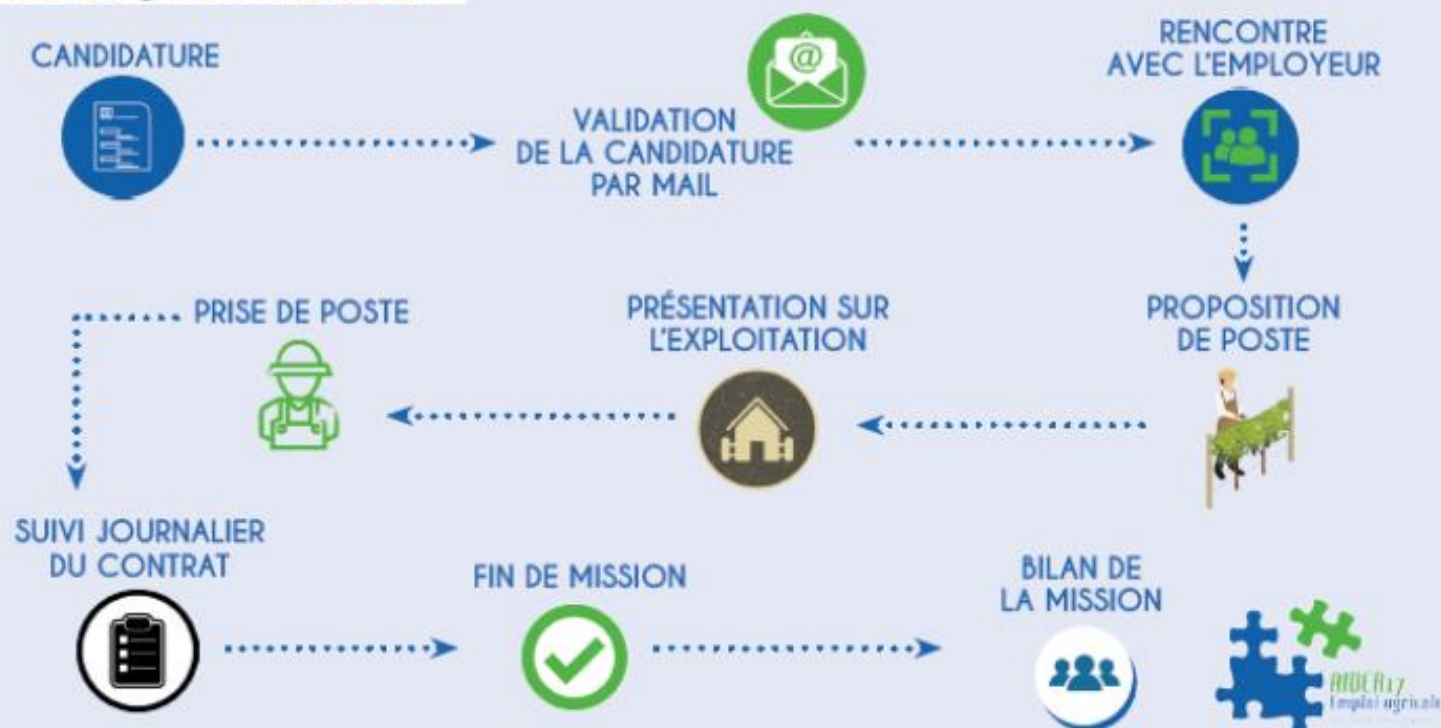 CANDIDATURE
VALIDATION
DE LA CANDIDATURE
PAR MAIL
@
RENCONTRE
AVEC L'EMPLOYEUR
PROPOSITION
DE POSTE
PRÉSENTATION SUR
L'EXPLOITATION
PRISE DE POSTE
SUIVI JOURNALIER
DU CONTRAT
FIN DE MISSION
BILAN DE
LA MISSION
AIDER17
Emploi agricole